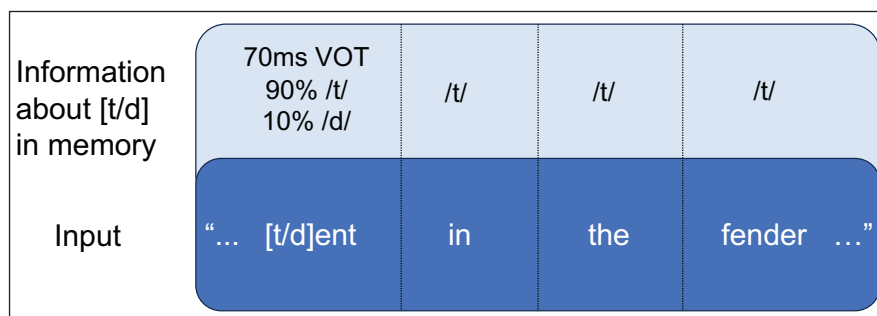 Information
about [t/d]
in memory
70ms VOT
90% /t/
10% /d/
/t/
/t/
/t/
Input
“... [t/d]ent
in
the
fender ...”